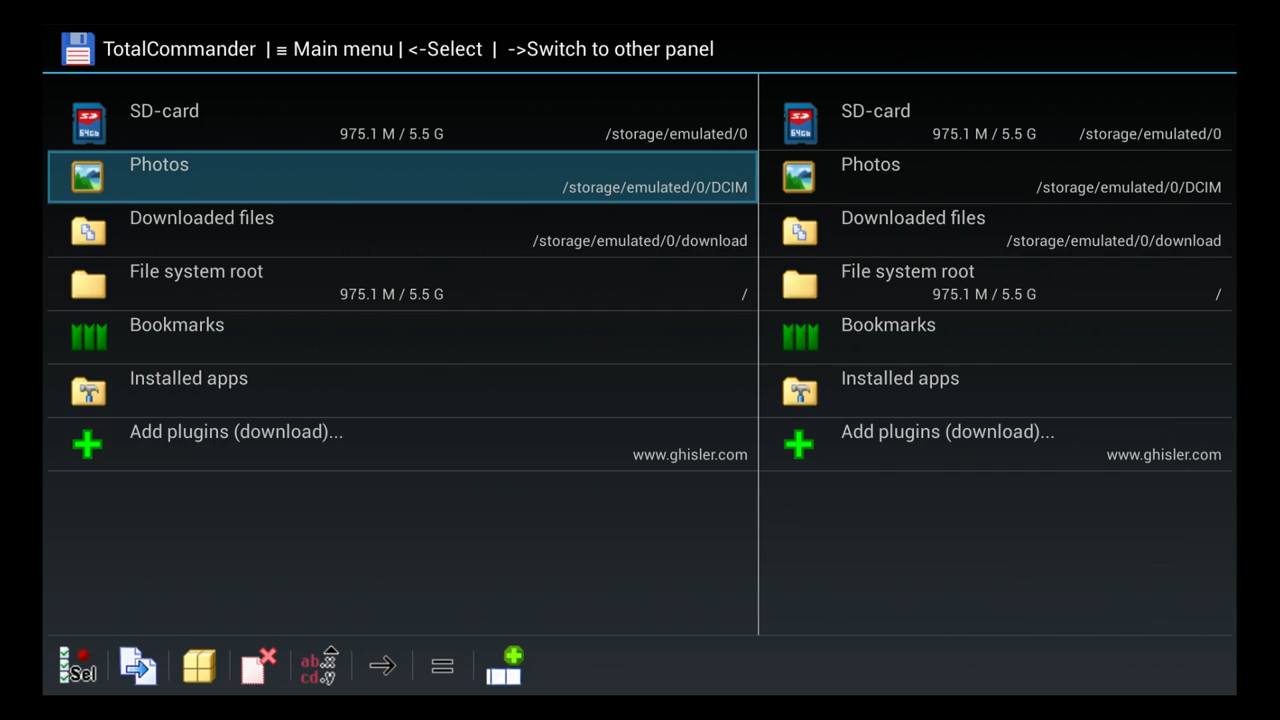 TotalCommander | ≡ Main menu | <-Select | ->Switch to other panel
SD-card
975.1 M / 5.5 G /storage/emulated/0
Photos
/storage/emulated/0/DCIM
Downloaded files
/storage/emulated/0/download
File system root
975.1 M / 5.5 G /
Bookmarks
Installed apps
Add plugins (download)...
www.ghisler.com
SD-card
975.1 M / 5.5 G /storage/emulated/0
Photos
/storage/emulated/0/DCIM
Downloaded files
/storage/emulated/0/download
File system root
975.1 M / 5.5 G /
Bookmarks
Installed apps
Add plugins (download)...
www.ghisler.com
Sel
ab.x
cd.y